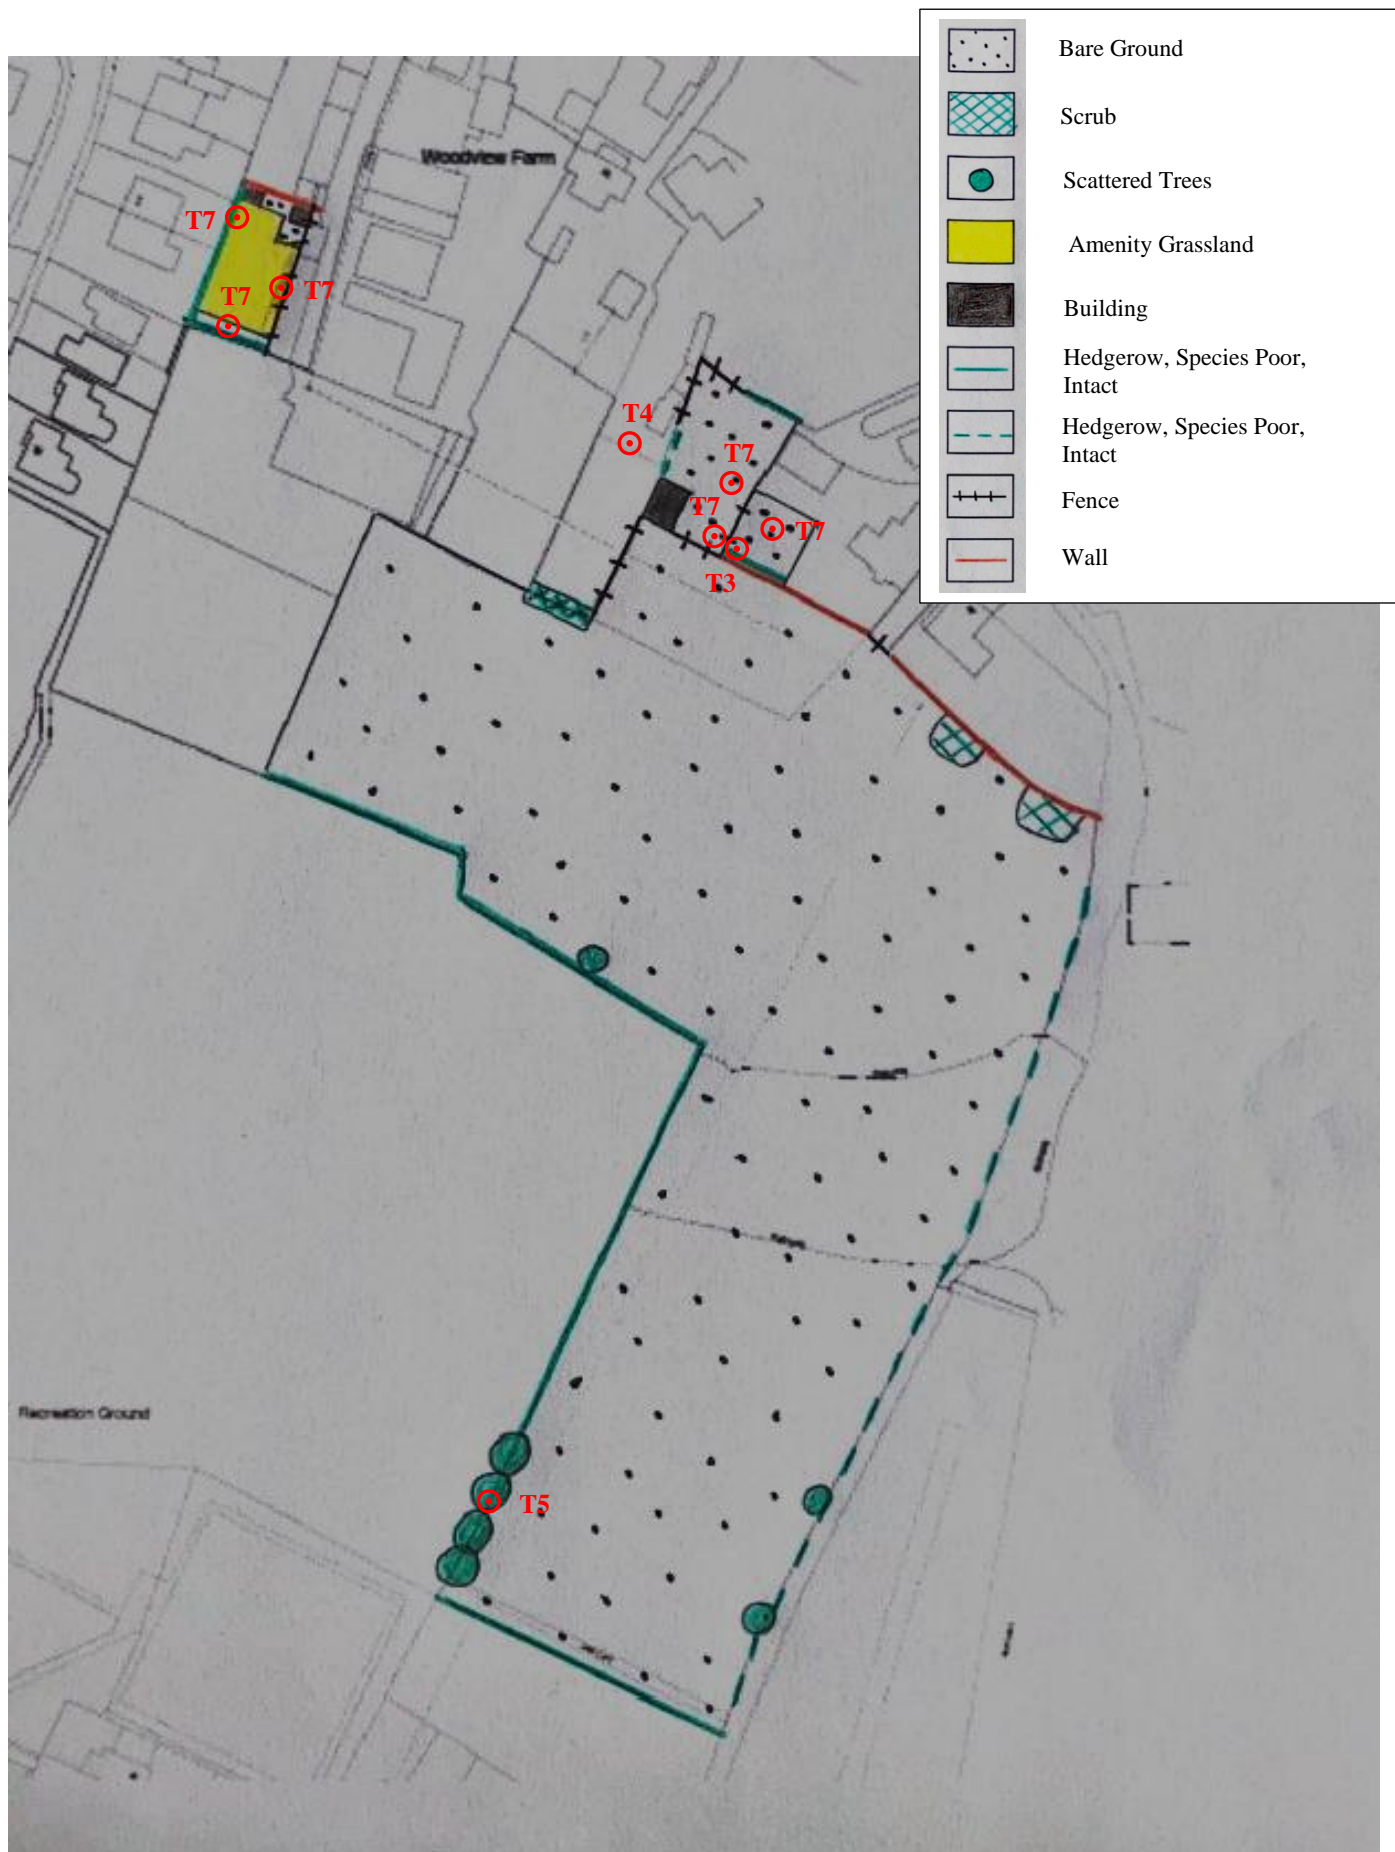 Bare Ground
Scrub
Scattered Trees
Amenity Grassland
Building
Hedgerow, Species Poor,
Intact
Hedgerow, Species Poor,
Intact
Fence
Wall
Woodview Farm
T7
T7
T7
T4
T7
T7
T7
T3
T5
Recreation Ground